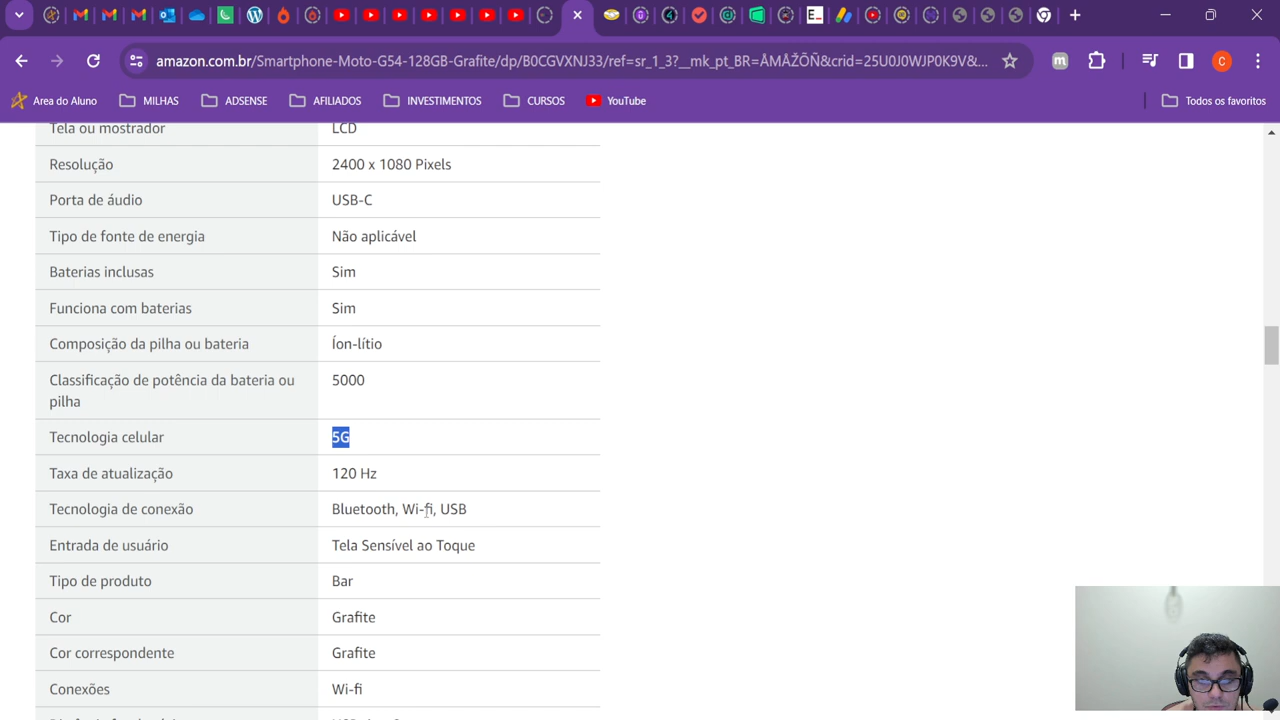 amazon.com.br/Smartphone-Moto-G54-128GB-Grafite/dp/B0CGVXNJ33/ref=sr_1_3?__mk_pt_BR=ÅMÅŽÕÑ&crid=25U0J0WJP0K9V&...
Area do Aluno MILHAS ADSENSE AFILIADOS INVESTIMENTOS CURSOS YouTube Todos os favoritos
Tela ou mostrador LCD
Resolução 2400 x 1080 Pixels
Porta de áudio USB-C
Tipo de fonte de energia Não aplicável
Baterias inclusas Sim
Funciona com baterias Sim
Composição da pilha ou bateria Íon-lítio
Classificação de potência da bateria ou 5000
pilha
Tecnologia celular 5G
Taxa de atualização 120 Hz
Tecnologia de conexão Bluetooth, Wi-fi, USB
Entrada de usuário Tela Sensível ao Toque
Tipo de produto Bar
Cor Grafite
Cor correspondente Grafite
Conexões Wi-fi